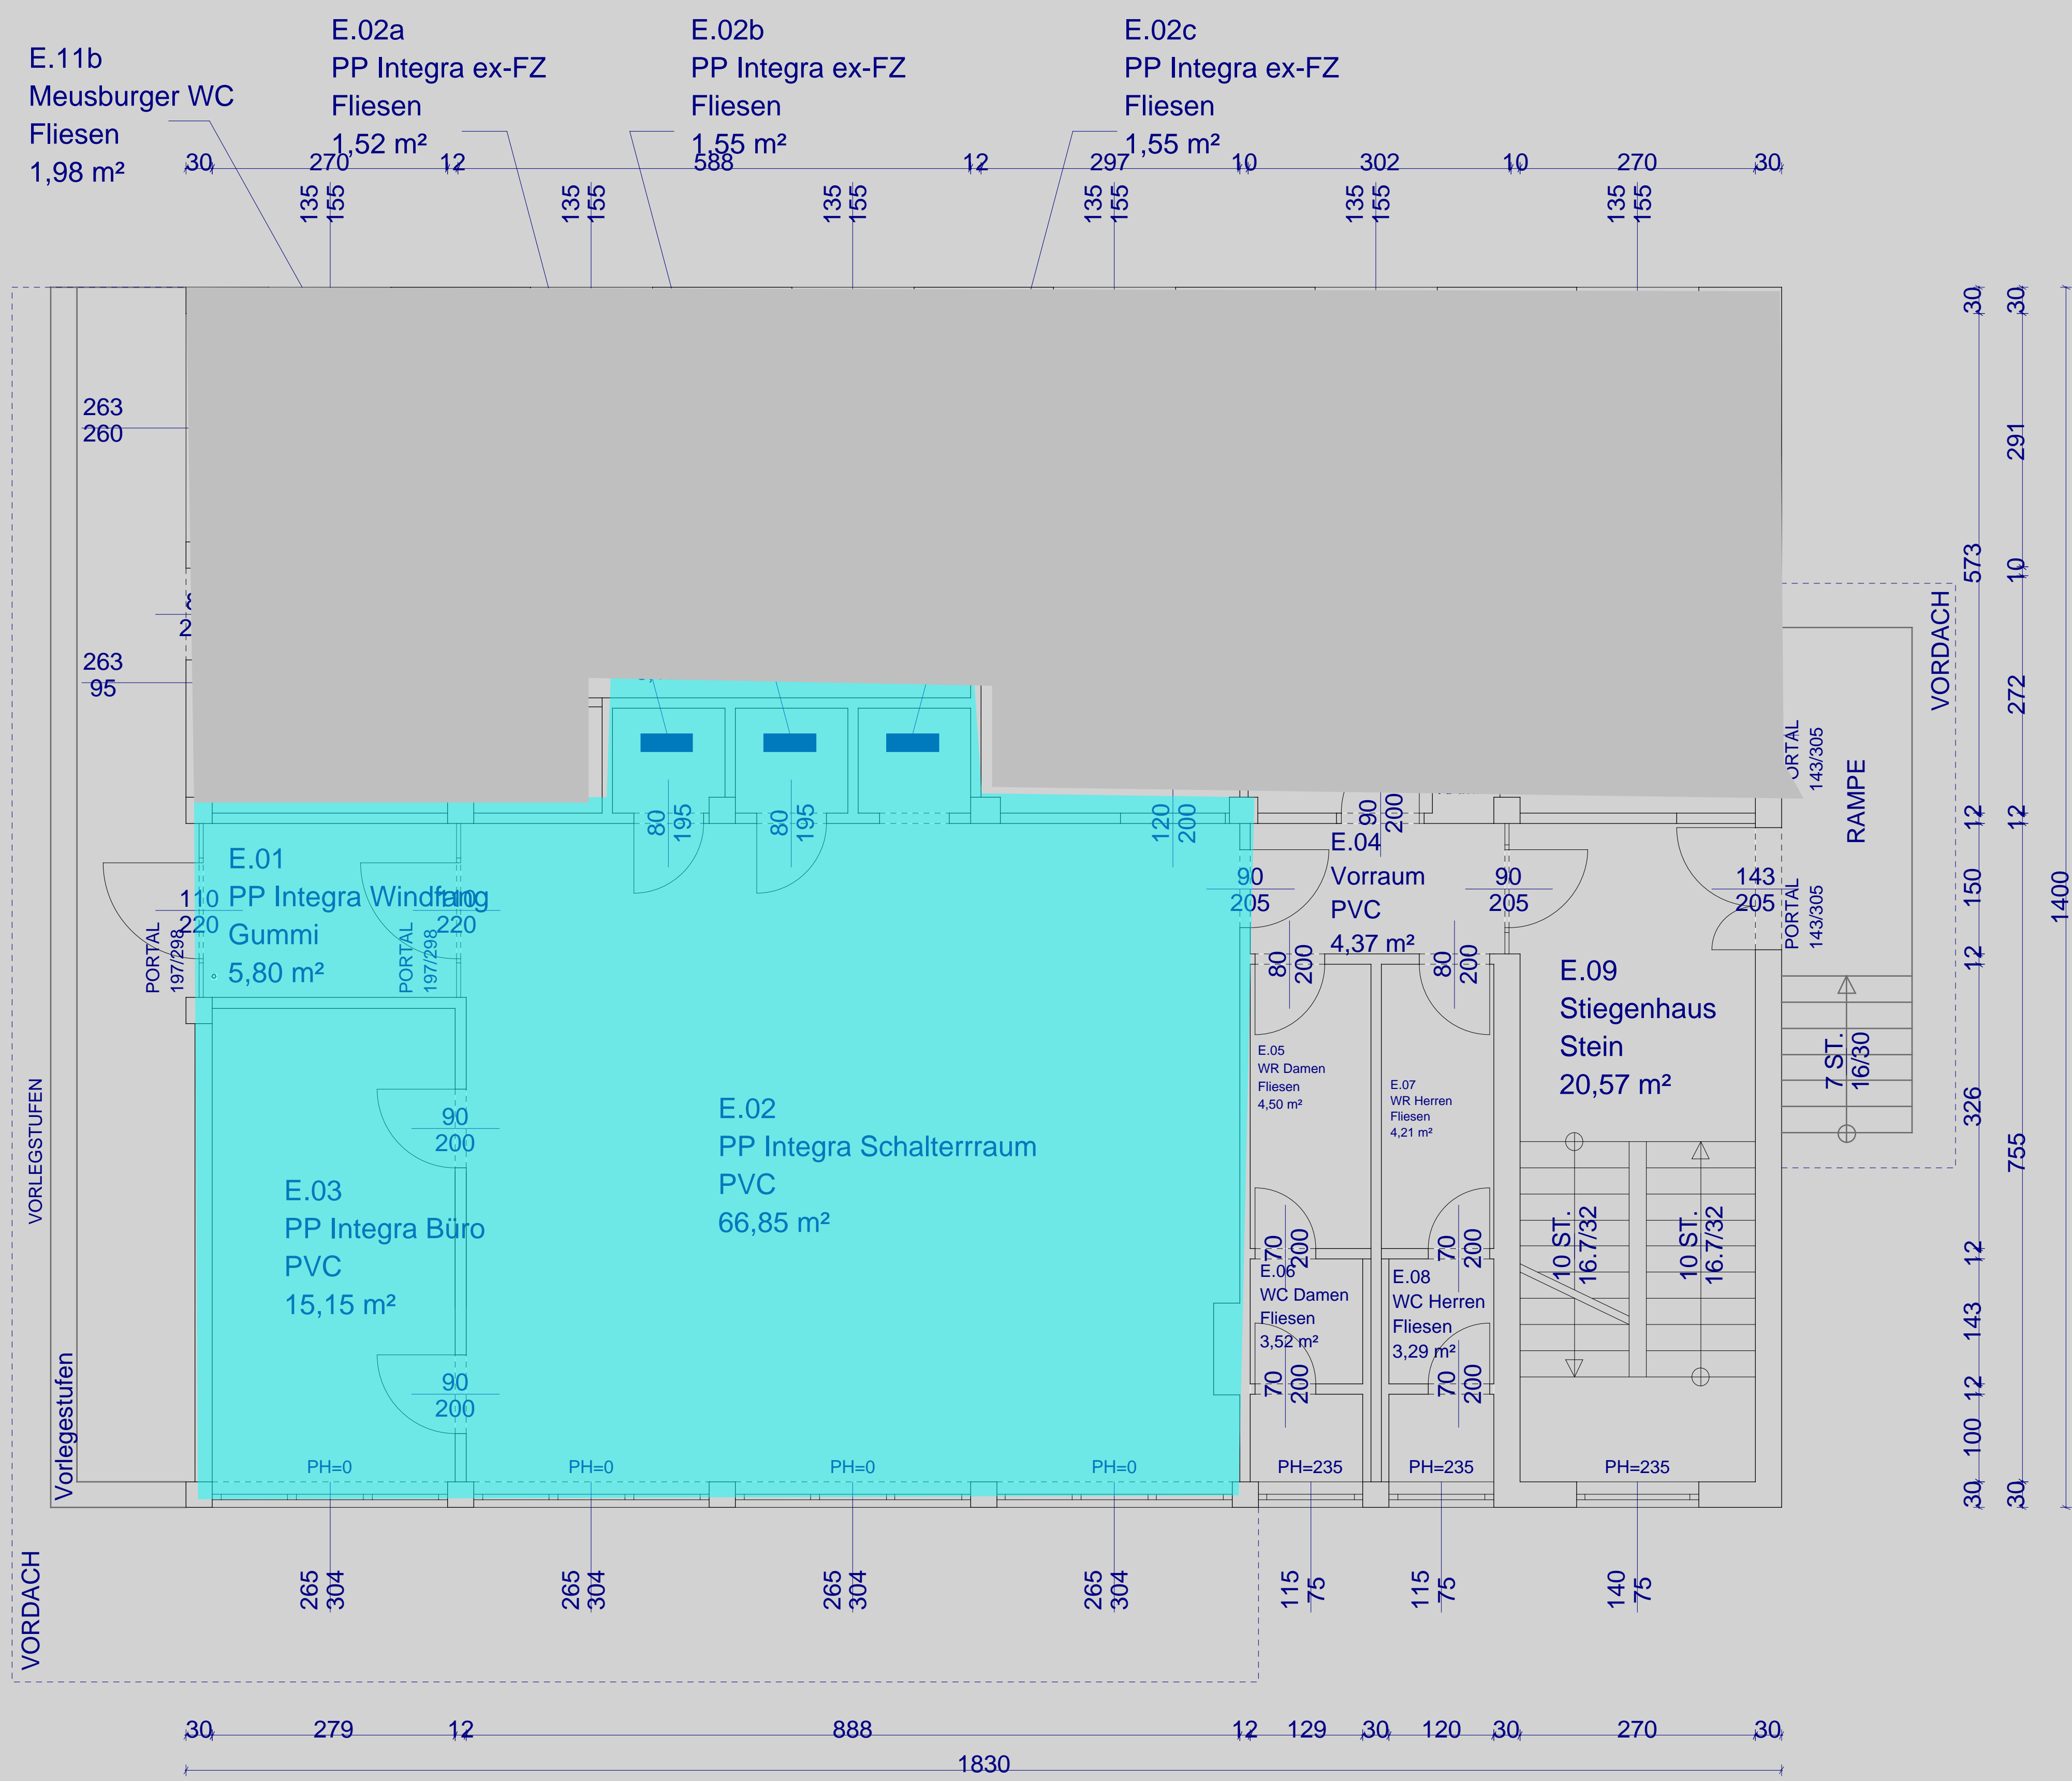 E.11b
Meusburger WC
Fliesen
1,98 m²
E.02a
PP Integra ex-FZ
Fliesen
1,52 m²
E.02b
PP Integra ex-FZ
Fliesen
1,55 m²
E.02c
PP Integra ex-FZ
Fliesen
1,55 m²
30 270 12 588 12 297 10 302 10 270 30
135
155
135
155
135
155
135
155
135
155
135
155
263
260
263
95
30
573
12
150
12
326
12
143
12
100
30
30
291
10
272
12
755
30
1400
VORDACH
RAMPE
143/305
PORTAL
143/305
7 ST.
16/30
80
195
80
195
120
200
90
200
E.01
PP Integra Windfang
Gummi
5,80 m²
110
220
PORTAL
197/298
110
220
PORTAL
197/298
E.04
Vorraum
PVC
4,37 m²
90
205
90
205
143
205
80
200
80
200
E.09
Stiegenhaus
Stein
20,57 m²
E.05
WR Damen
Fliesen
4,50 m²
E.07
WR Herren
Fliesen
4,21 m²
E.02
PP Integra Schalterrraum
PVC
66,85 m²
E.03
PP Integra Büro
PVC
15,15 m²
90
200
90
200
70
200
70
200
E.06
WC Damen
Fliesen
3,52 m²
E.08
WC Herren
Fliesen
3,29 m²
70
200
70
200
10 ST.
16.7/32
10 ST.
16.7/32
VORLEGSTUFEN
Vorlegestufen
VORDACH
PH=0 PH=0 PH=0 PH=0 PH=235 PH=235 PH=235
265
304
265
304
265
304
265
304
115
75
115
75
140
75
30 279 12 888 12 129 30 120 30 270 30
1830